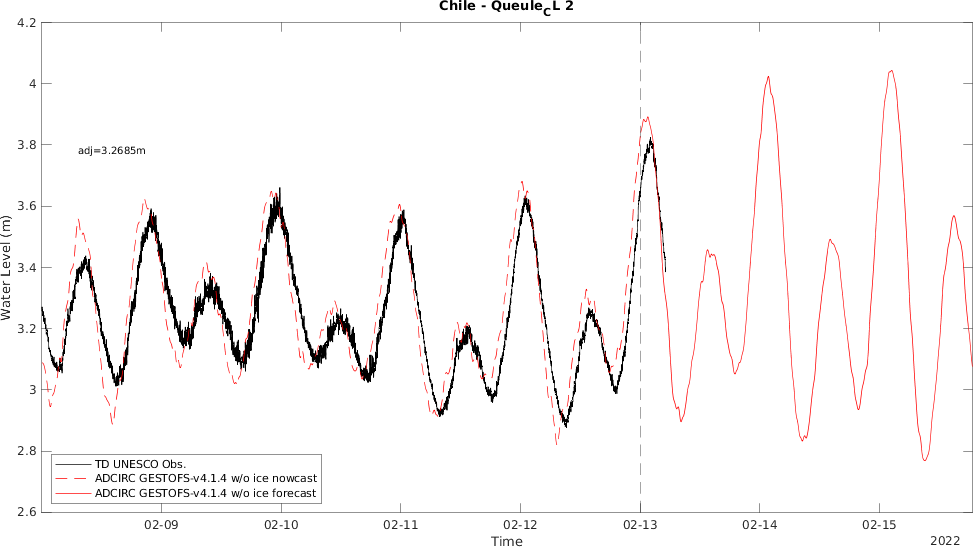 Chile - Queule_CL 2
4.2
4
3.8
3.6
3.4
3.2
3
2.8
2.6
Water Level (m)
adj=3.2685m
TD UNESCO Obs.
ADCIRC GESTOFS-v4.1.4 w/o ice nowcast
ADCIRC GESTOFS-v4.1.4 w/o ice forecast
02-09 02-10 02-11 02-12 02-13 02-14 02-15
Time
2022